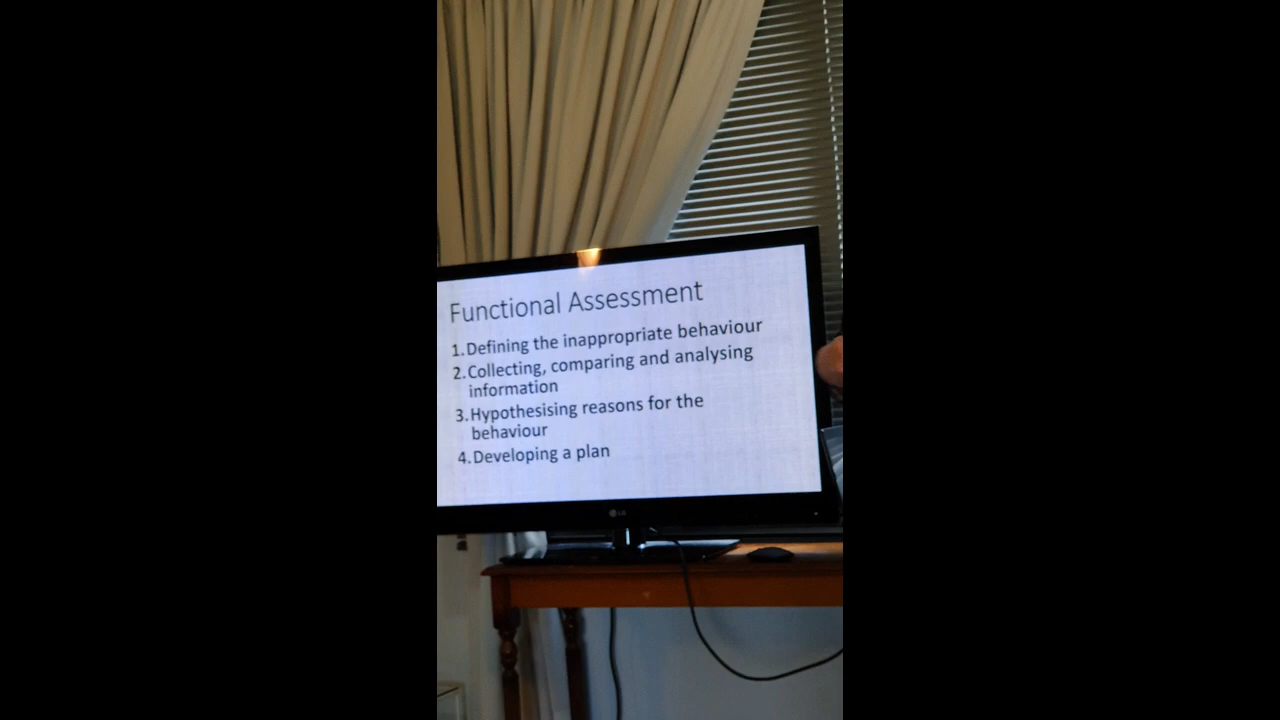 Functional Assessment
1.Defining the inappropriate behaviour
2.Collecting, comparing and analysing
information
3.Hypothesising reasons for the
behaviour
4.Developing a plan
LG